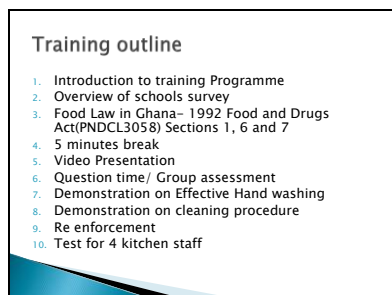 Training outline
1. Introduction to training Programme
2. Overview of schools survey
3. Food Law in Ghana- 1992 Food and Drugs
Act(PNDCL3058) Sections 1, 6 and 7
4. 5 minutes break
5. Video Presentation
6. Question time/ Group assessment
7. Demonstration on Effective Hand washing
8. Demonstration on cleaning procedure
9. Re enforcement
10. Test for 4 kitchen staff